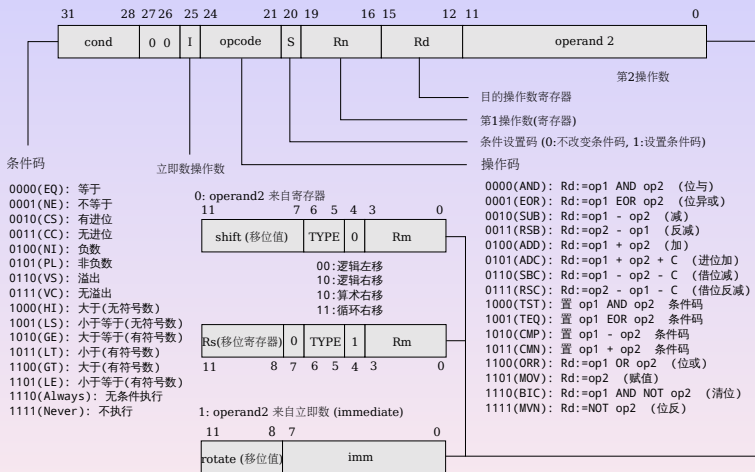 31 28 27 26 25 24 21 20 19 16 15 12 11 0
cond 0 0 I opcode S Rn Rd operand 2
第2操作数
目的操作数寄存器
第1操作数(寄存器)
条件设置码 (0:不改变条件码, 1:设置条件码)
操作码
立即数操作数
条件码
0000(EQ): 等于
0001(NE): 不等于
0010(CS): 有进位
0011(CC): 无进位
0100(NI): 负数
0101(PL): 非负数
0110(VS): 溢出
0111(VC): 无溢出
1000(HI): 大于(无符号数)
1001(LS): 小于等于(无符号数)
1010(GE): 大于等于(有符号数)
1011(LT): 小于(有符号数)
1100(GT): 大于(有符号数)
1101(LE): 小于等于(有符号数)
1110(Always): 无条件执行
1111(Never): 不执行
0: operand2 来自寄存器
11 7 6 5 4 3 0
shift (移位值) TYPE 0 Rm
00:逻辑左移
10:逻辑右移
10:算术右移
11:循环右移
Rs(移位寄存器) 0 TYPE 1 Rm
11 8 7 6 5 4 3 0
1: operand2 来自立即数 (immediate)
11 8 7 0
rotate (移位值) imm
0000(AND): Rd:=op1 AND op2 (位与)
0001(EOR): Rd:=op1 EOR op2 (位异或)
0010(SUB): Rd:=op1 - op2 (减)
0011(RSB): Rd:=op2 - op1 (反减)
0100(ADD): Rd:=op1 + op2 (加)
0101(ADC): Rd:=op1 + op2 + C (进位加)
0110(SBC): Rd:=op1 - op2 - C (借位减)
0111(RSC): Rd:=op2 - op1 - C (借位反减)
1000(TST): 置 op1 AND op2 条件码
1001(TEQ): 置 op1 EOR op2 条件码
1010(CMP): 置 op1 - op2 条件码
1011(CMN): 置 op1 + op2 条件码
1100(ORR): Rd:=op1 OR op2 (位或)
1101(MOV): Rd:=op2 (赋值)
1110(BIC): Rd:=op1 AND NOT op2 (清位)
1111(MVN): Rd:=NOT op2 (位反)